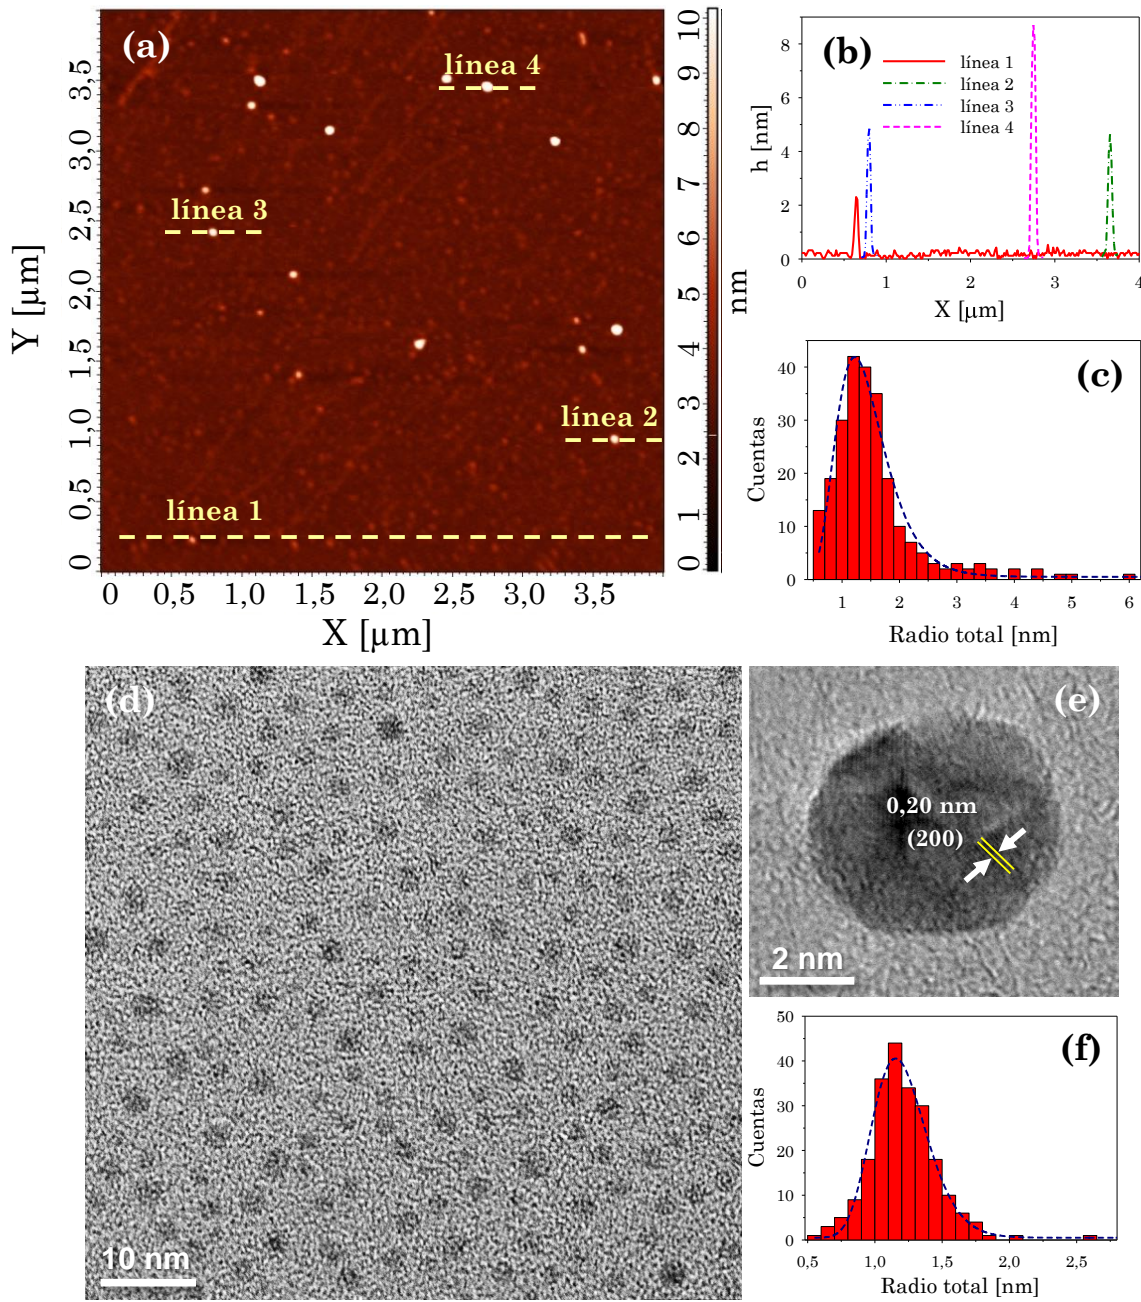 (a)
línea 4
línea 3
línea 2
línea 1
Y [µm]
3,5
3,0
2,5
2,0
1,5
1,0
0,5
0
0 0,5 1,0 1,5 2,0 2,5 3,0 3,5
X [µm]
10
9
8
7
6
5
4
3
2
1
0
nm
(b)
línea 1
línea 2
línea 3
línea 4
h [nm]
8
6
4
2
0
0 1 2 3 4
X [µm]
(c)
Cuentas
40
30
20
10
0
1 2 3 4 5 6
Radio total [nm]
(d)
10 nm
(e)
0,20 nm
(200)
2 nm
(f)
Cuentas
50
40
30
20
10
0
0,5 1,0 1,5 2,0 2,5
Radio total [nm]